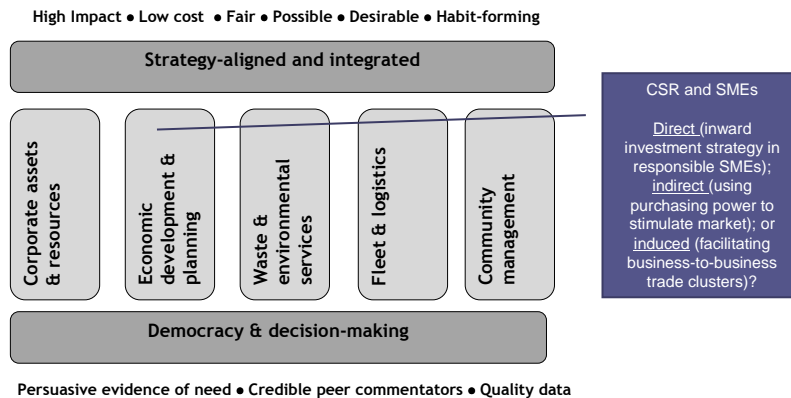 High Impact ● Low cost ● Fair ● Possible ● Desirable ● Habit-forming
Strategy-aligned and integrated
Corporate assets
& resources
Economic
development &
planning
Waste &
environmental
services
Fleet & logistics
Community
management
CSR and SMEs
Direct (inward
investment strategy in
responsible SMEs);
indirect (using
purchasing power to
stimulate market); or
induced (facilitating
business-to-business
trade clusters)?
Democracy & decision-making
Persuasive evidence of need ● Credible peer commentators ● Quality data